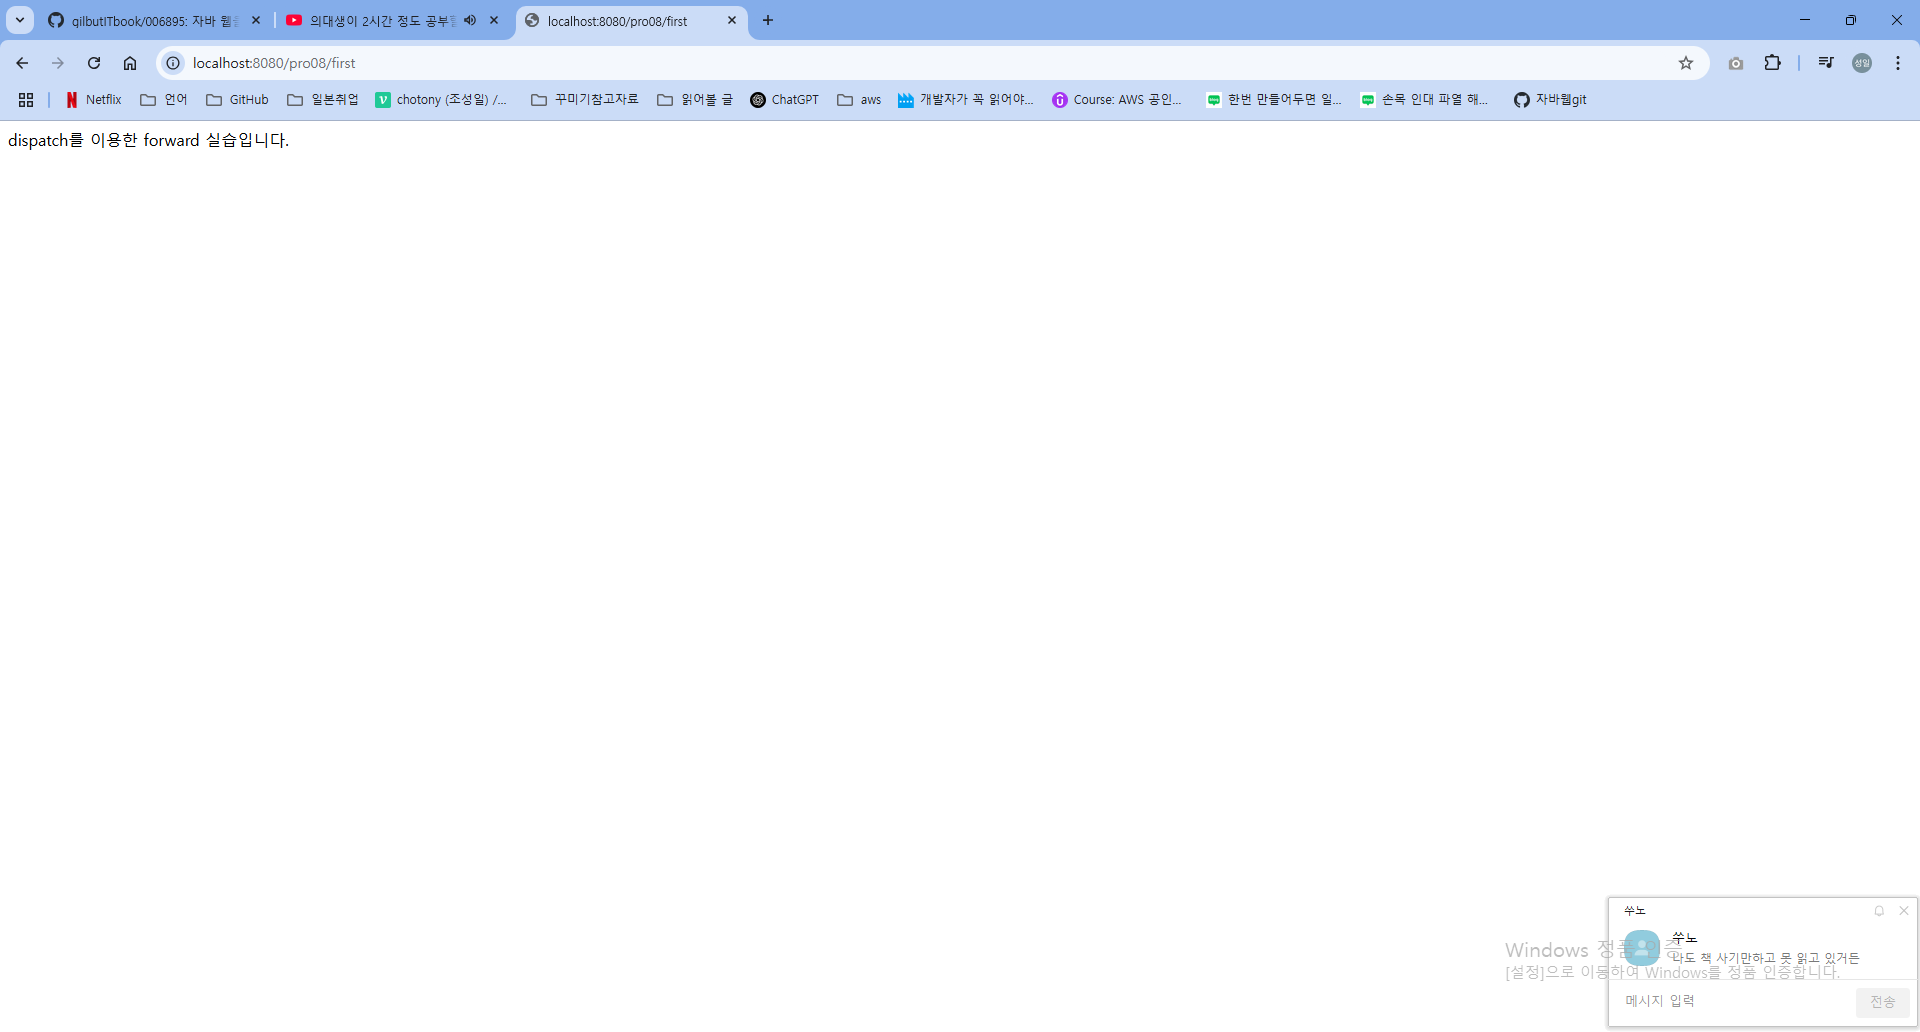 qilbutITbook/006895: 자바 웹을
의대생이 2시간 정도 공부할
localhost:8080/pro08/first
localhost:8080/pro08/first
성일
Netflix
언어
GitHub
일본취업
chotony (조성일) /...
꾸미기참고자료
읽어볼 글
ChatGPT
aws
개발자가 꼭 읽어야...
Course: AWS 공인...
한번 만들어두면 일...
손목 인대 파열 해...
자바웹git
dispatch를 이용한 forward 실습입니다.
쑤노
쑤노
나도 책 사기만하고 못 읽고 있거든
Windows 정품 인증
[설정]으로 이동하여 Windows를 정품 인증합니다.
메시지 입력
전송